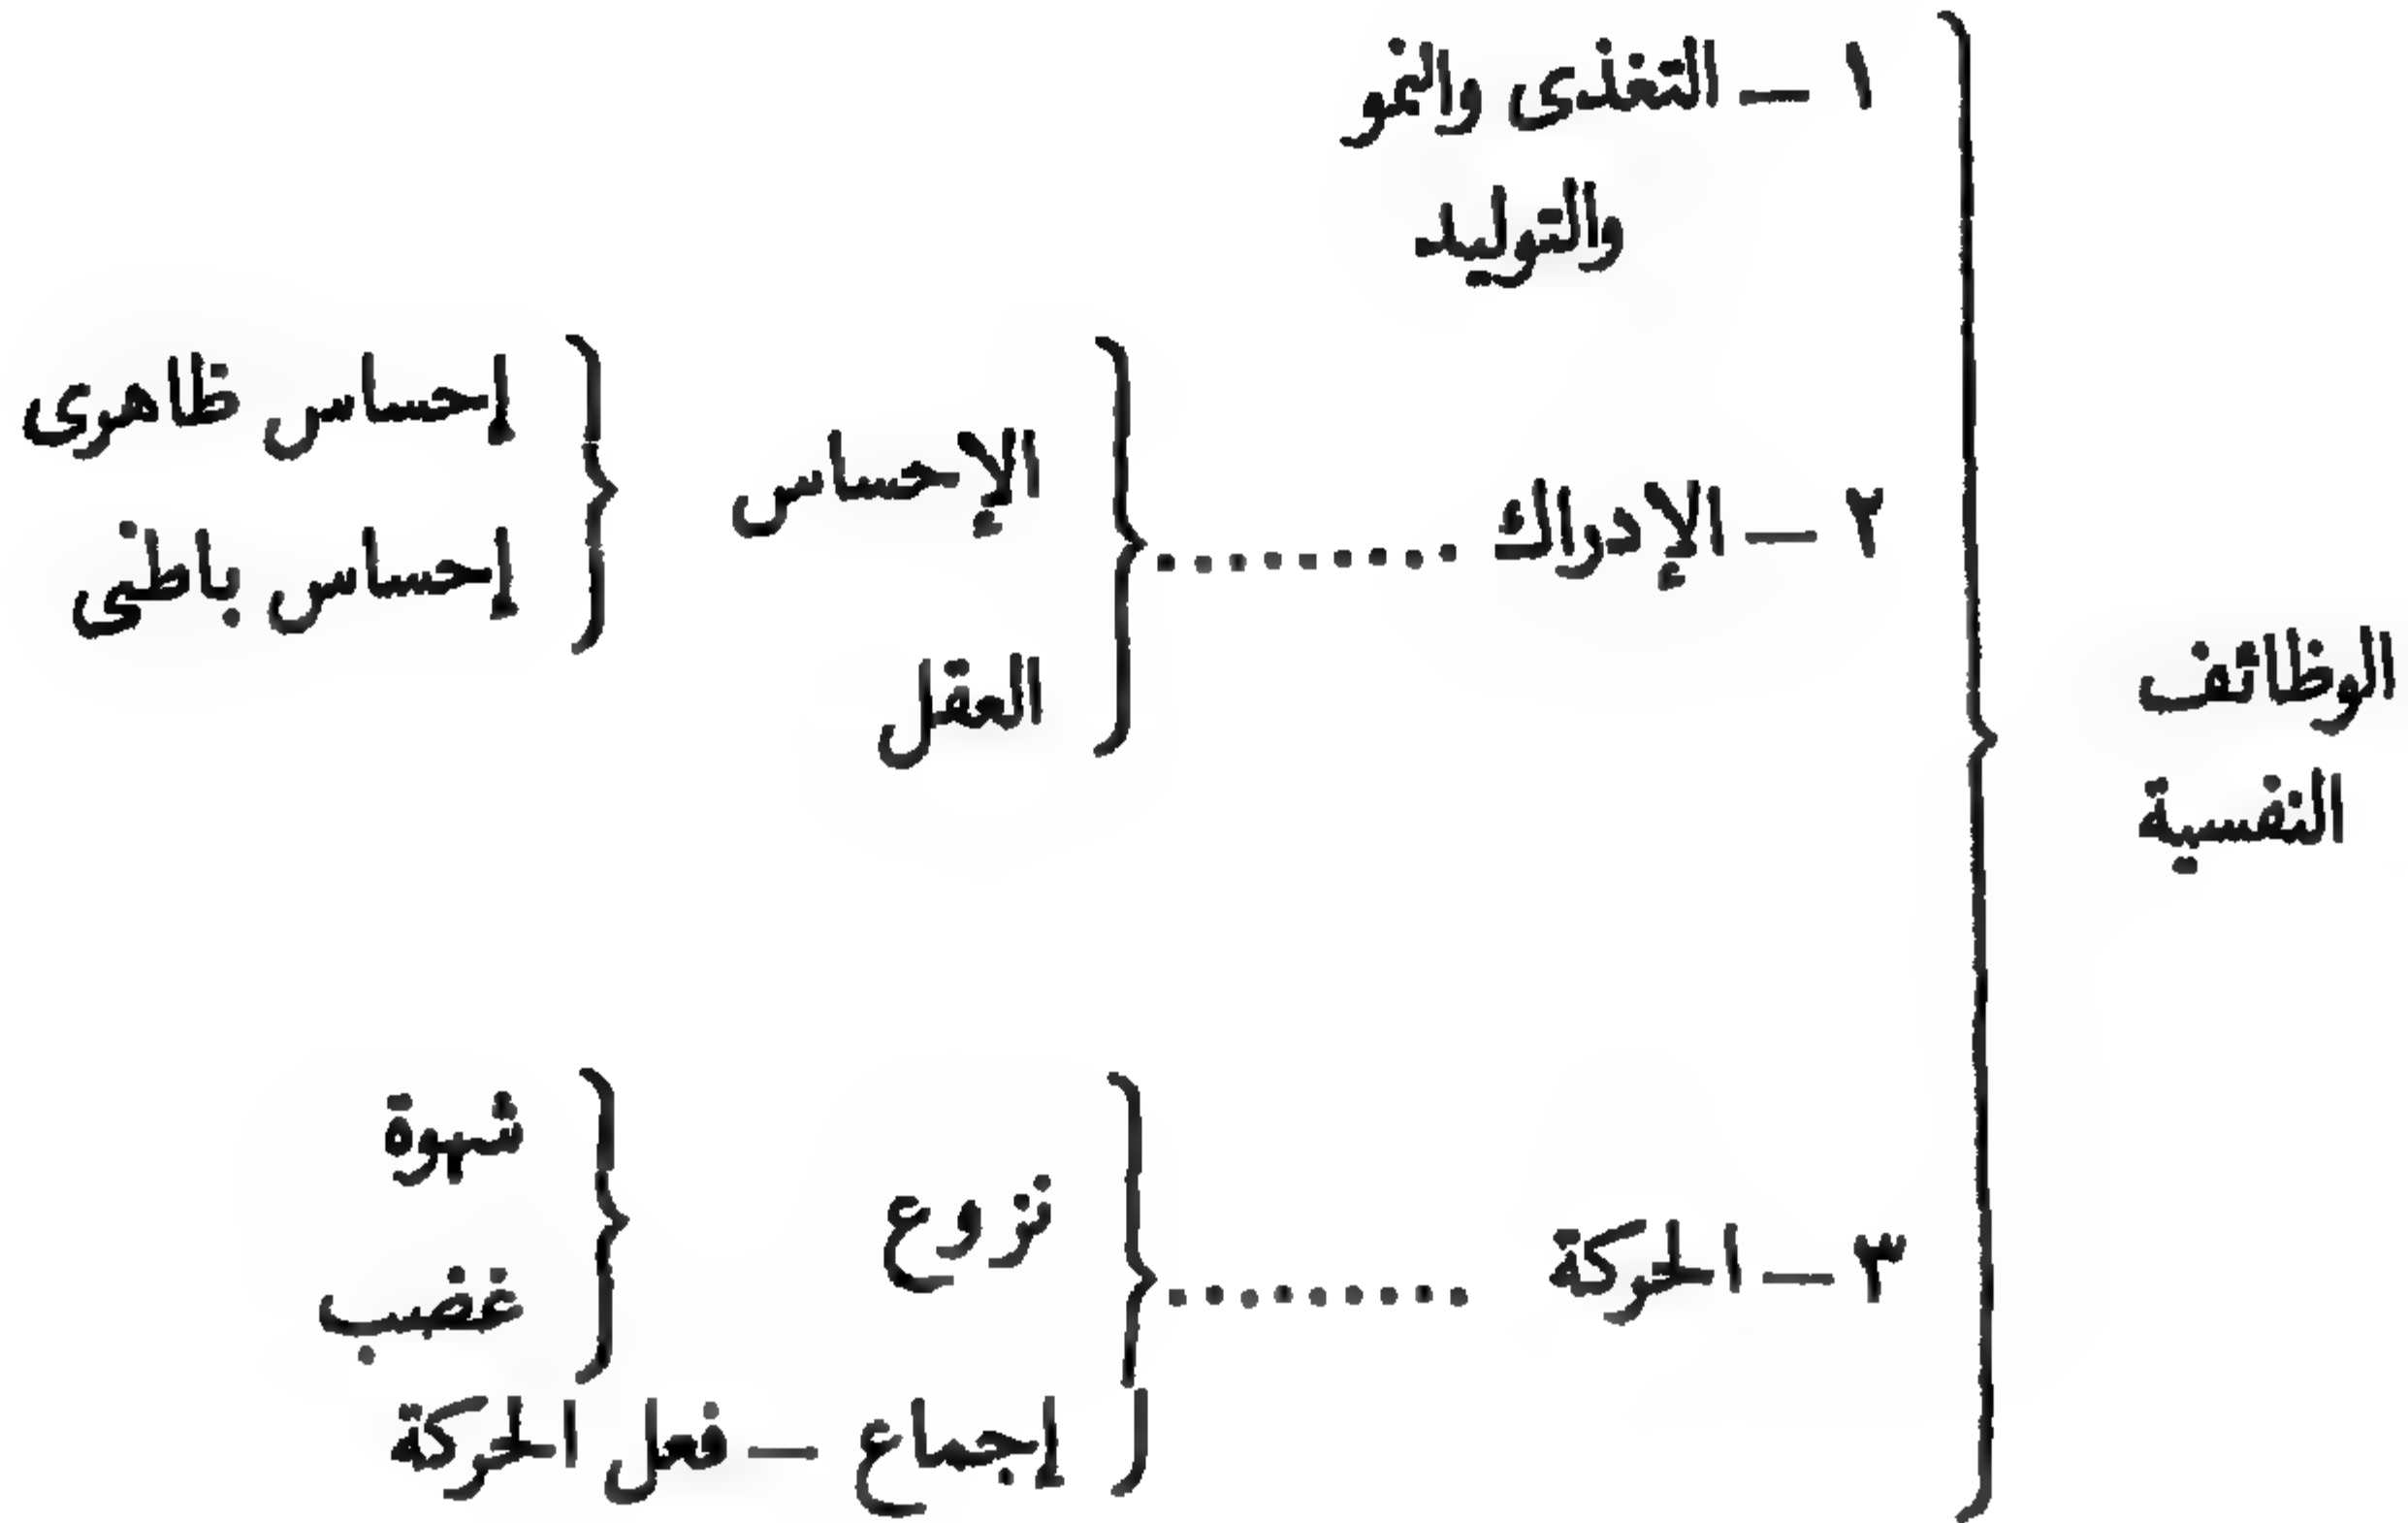 الوظائف
النفسية
١ — التغذى والنمو
والتوليد
٢ — الإدراك .........
الإحساس
إحساس ظاهرى
إحساس باطنى
العقل
٣ — الحركة .........
نزوع
شهوة
غضب
إجماع — فعل الحركة